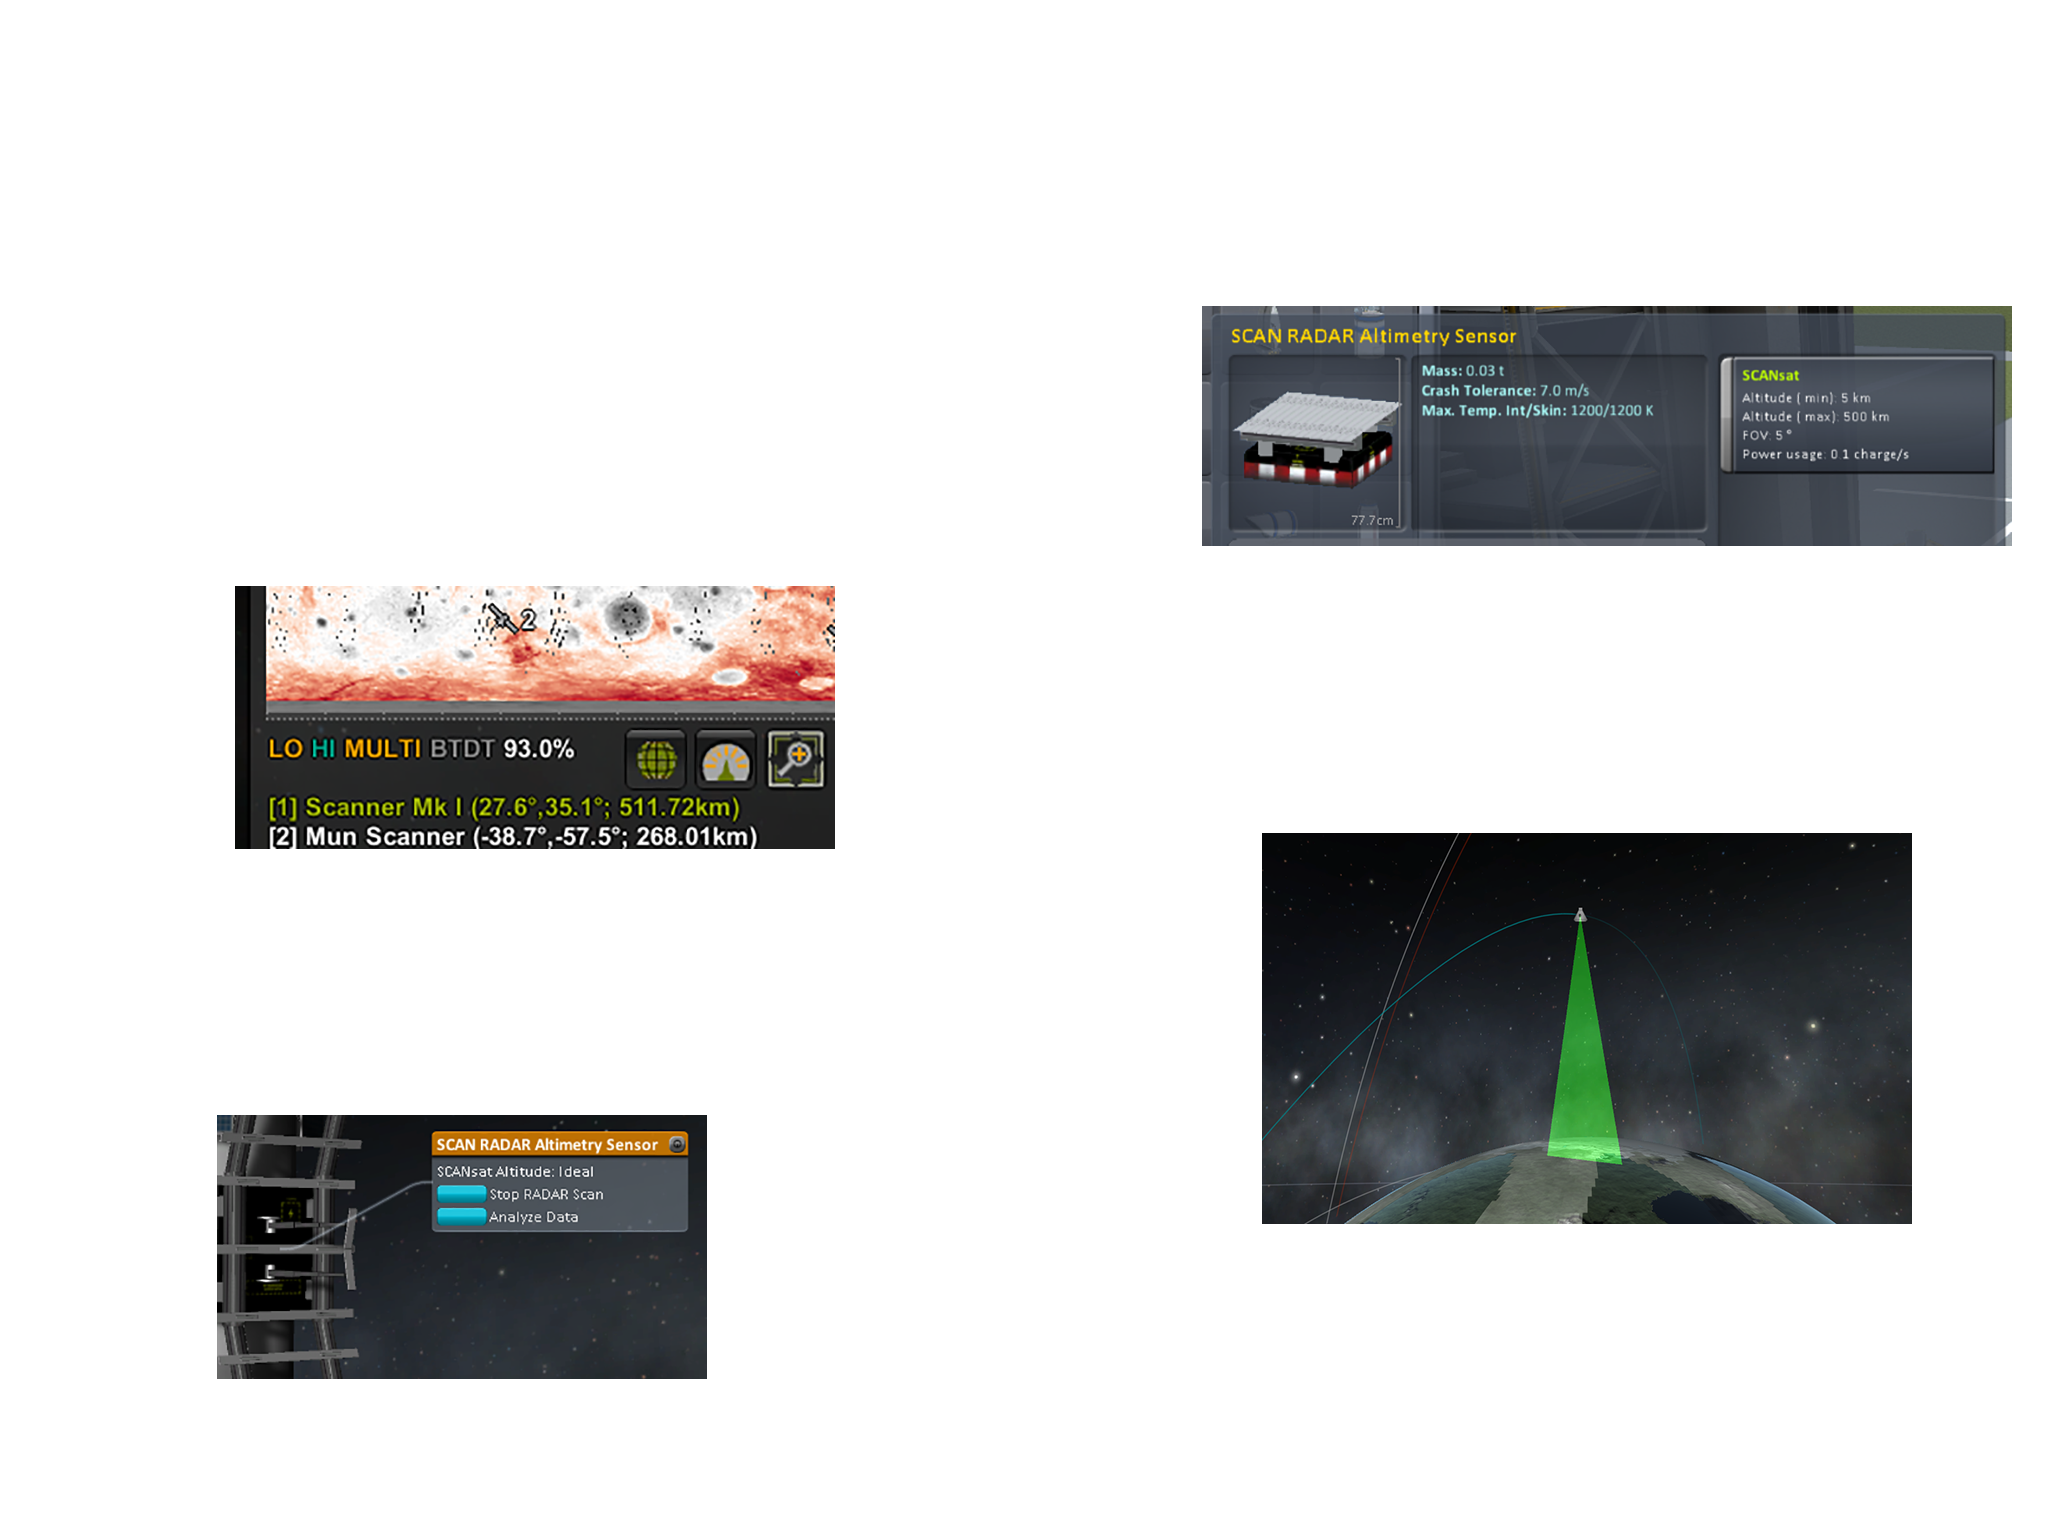 SCAN RADAR Altimetry Sensor
Mass: 0.03 t
Crash Tolerance: 7.0 m/s
Max. Temp. Int/Skin: 1200/1200 K
77.7cm
SCANsat
Altitude ( min): 5 km
Altitude ( max): 500 km
FOV: 5 °
Power usage: 0.1 charge/s
2
LO HI MULTI BTDT 93.0%
[1] Scanner Mk I (27.6°,35.1°; 511.72km)
[2] Mun Scanner (-38.7°,-57.5°; 268.01km)
SCAN RADAR Altimetry Sensor
SCANsat Altitude: Ideal
Stop RADAR Scan
Analyze Data